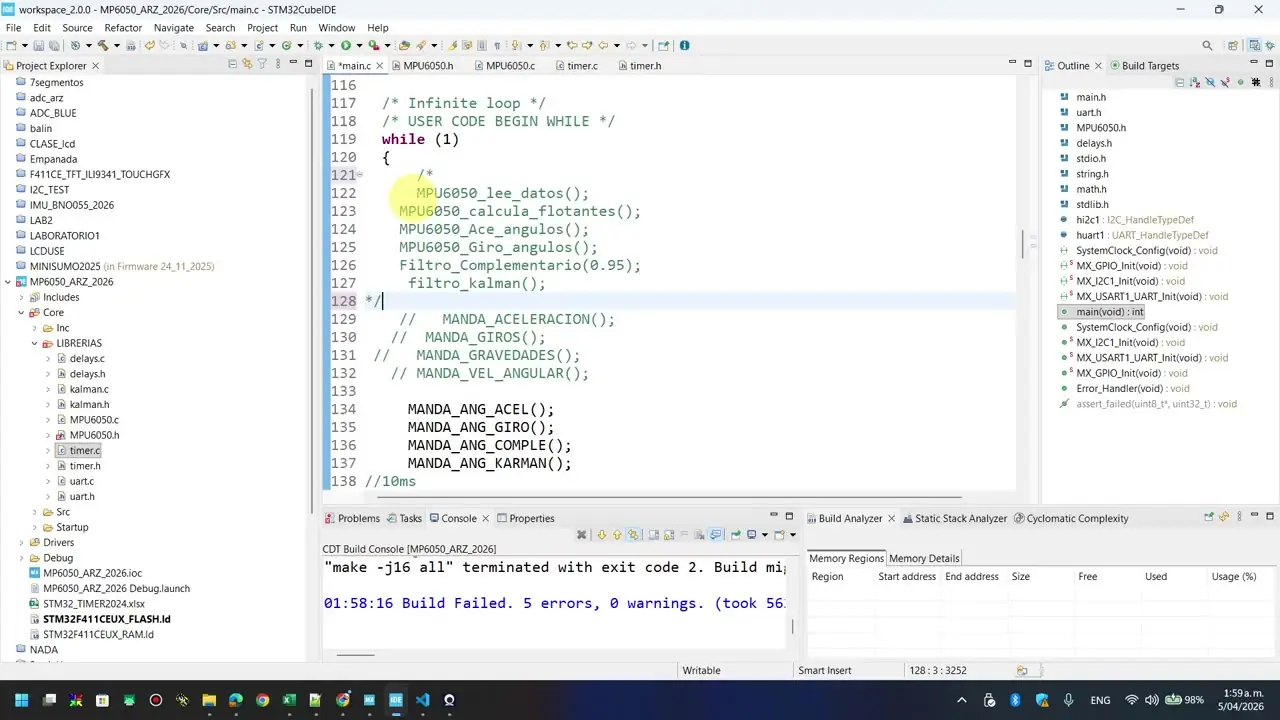 workspace_2.0.0 - MP6050_ARZ_2026/Core/Src/main.c - STM32CubeIDE
File Edit Source Refactor Navigate Search Project Run Window Help
Project Explorer
7segmentos
adc_arz
ADC_BLUE
balin
CLASE_lcd
Empanada
F411CE_TFT_ILI9341_TOUCHGFX
I2C_TEST
IMU_BNO055_2026
LAB2
LABORATORIO1
LCDUSE
MINISUMO2025 (in Firmware 24_11_2025)
MP6050_ARZ_2026
Includes
Core
Inc
LIBRERIAS
delays.c
delays.h
kalman.c
kalman.h
MPU6050.c
MPU6050.h
timer.c
timer.h
uart.c
uart.h
Src
Startup
Drivers
Debug
MP6050_ARZ_2026.ioc
MP6050_ARZ_2026 Debug.launch
STM32_TIMER2024.xlsx
STM32F411CEUX_FLASH.ld
STM32F411CEUX_RAM.ld
NADA
*main.c MPU6050.h MPU6050.c timer.c timer.h
116
117 /* Infinite loop */
118 /* USER CODE BEGIN WHILE */
119 while (1)
120 {
121 /*
122 MPU6050_lee_datos();
123 MPU6050_calcula_flotantes();
124 MPU6050_Ace_angulos();
125 MPU6050_Giro_angulos();
126 Filtro_Complementario(0.95);
127 filtro_kalman();
128 */
129 // MANDA_ACELERACION();
130 // MANDA_GIROS();
131 // MANDA_GRAVEDADES();
132 // MANDA_VEL_ANGULAR();
133
134 MANDA_ANG_ACEL();
135 MANDA_ANG_GIRO();
136 MANDA_ANG_COMPLE();
137 MANDA_ANG_KARMAN();
138 //10ms
Outline Build Targets
main.h
uart.h
MPU6050.h
delays.h
stdio.h
string.h
math.h
stdlib.h
hi2c1 : I2C_HandleTypeDef
huart1 : UART_HandleTypeDef
SystemClock_Config(void) : void
MX_GPIO_Init(void) : void
MX_I2C1_Init(void) : void
MX_USART1_UART_Init(void) : void
main(void) : int
SystemClock_Config(void) : void
MX_I2C1_Init(void) : void
MX_USART1_UART_Init(void) : void
MX_GPIO_Init(void) : void
Error_Handler(void) : void
assert_failed(uint8_t*, uint32_t) : void
Problems Tasks Console Properties
CDT Build Console [MP6050_ARZ_2026]
"make -j16 all" terminated with exit code 2. Build mi
01:58:16 Build Failed. 5 errors, 0 warnings. (took 56
Build Analyzer Static Stack Analyzer Cyclomatic Complexity
Memory Regions Memory Details
Region Start address End address Size Free Used Usage (%)
Writable Smart Insert 128 : 3 : 3252
ENG 98% 1:59 a. m.
5/04/2026